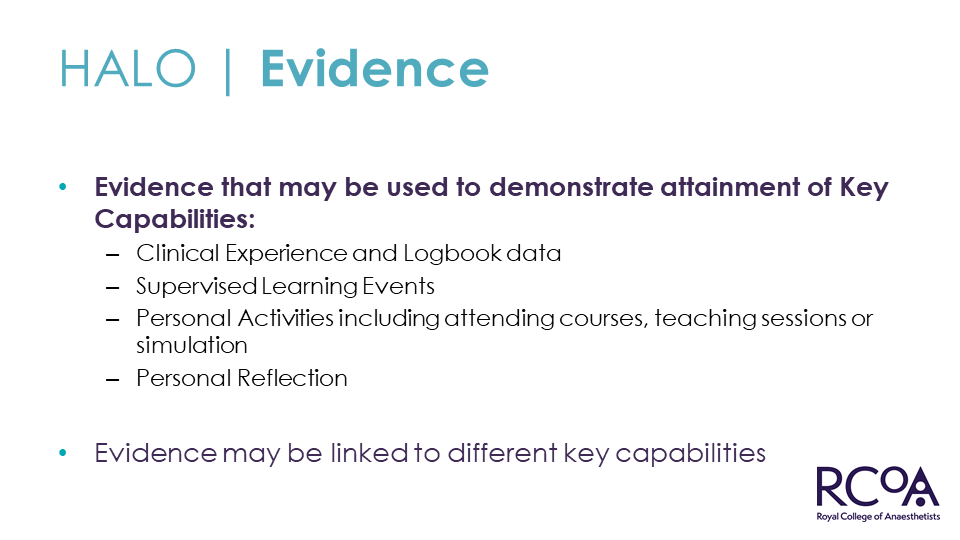 HALO | Evidence
• Evidence that may be used to demonstrate attainment of Key
Capabilities:
– Clinical Experience and Logbook data
– Supervised Learning Events
– Personal Activities including attending courses, teaching sessions or
simulation
– Personal Reflection
• Evidence may be linked to different key capabilities
RCOA
Royal College of Anaesthetists